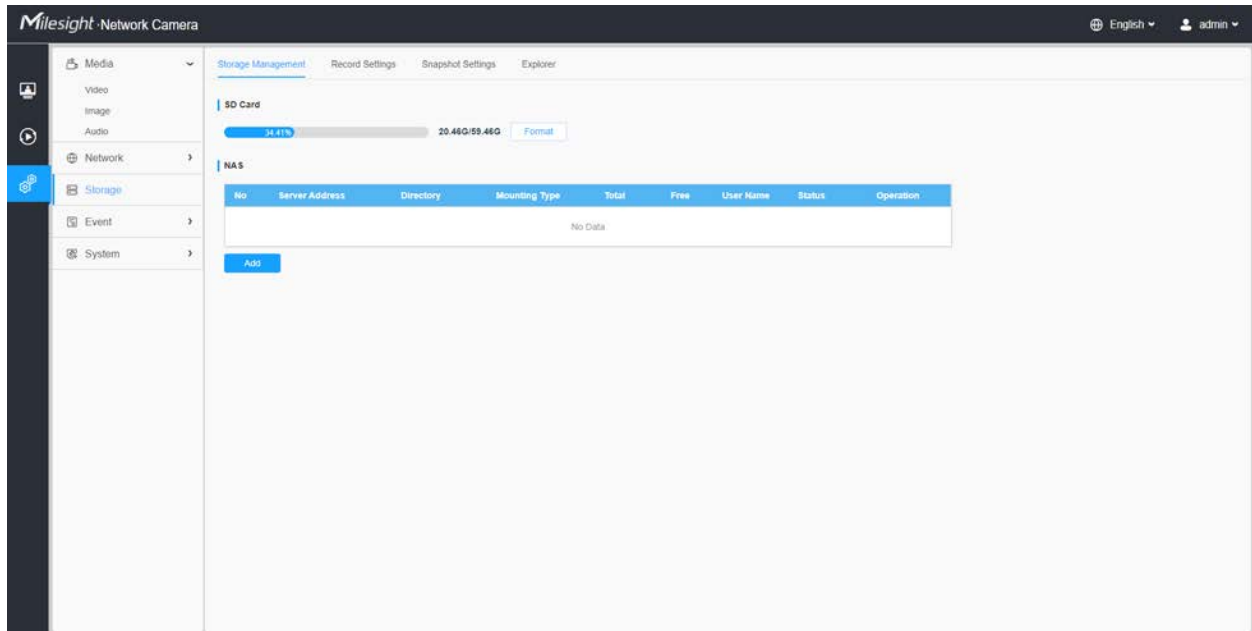 Milesight · Network Camera
English
admin
Media
Video
Image
Audio
Network
Storage
Event
System
Storage Management Record Settings Snapshot Settings Explorer
SD Card
34.41% 20.46G/59.46G Format
NAS
No Server Address Directory Mounting Type Total Free User Name Status Operation
No Data
Add